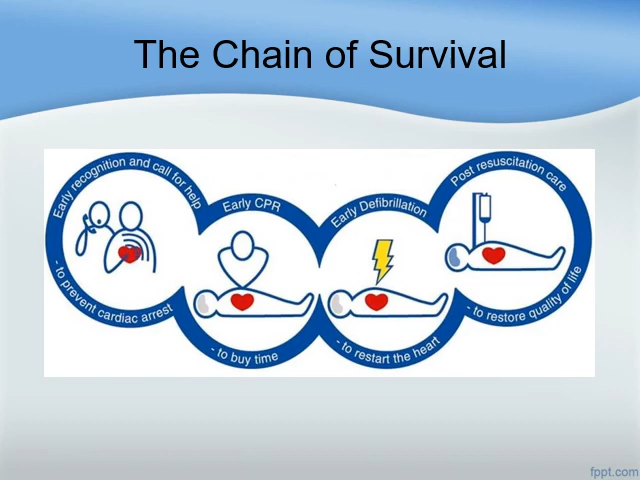 The Chain of Survival
Early recognition and call for help
- to prevent cardiac arrest
Early CPR
- to buy time
Early Defibrillation
- to restart the heart
Post resuscitation care
- to restore quality of life
fppt.com